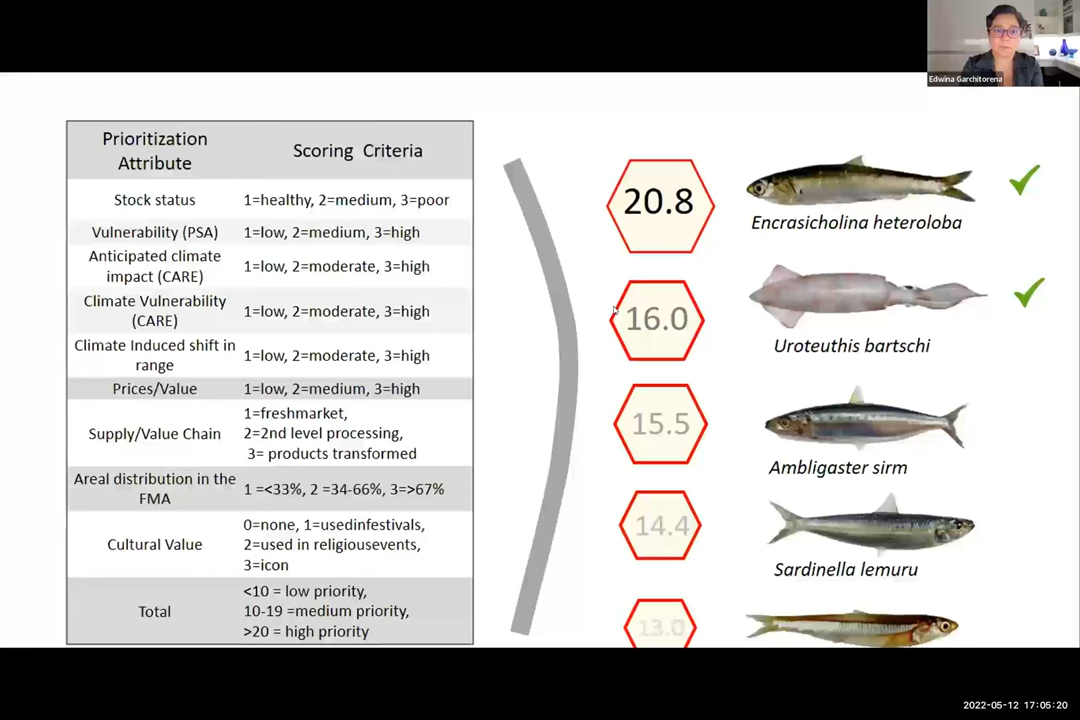 Edwina Garchitorena
Prioritization
Attribute
Scoring Criteria
Stock status
1=healthy, 2=medium, 3=poor
Vulnerability (PSA)
1=low, 2=medium, 3=high
Anticipated climate
impact (CARE)
1=low, 2=moderate, 3=high
Climate Vulnerability
(CARE)
1=low, 2=moderate, 3=high
Climate Induced shift in
range
1=low, 2=moderate, 3=high
Prices/Value
1=low, 2=medium, 3=high
Supply/Value Chain
1=freshmarket,
2=2nd level processing,
3= products transformed
Areal distribution in the
FMA
1 =<33%, 2 =34-66%, 3=>67%
Cultural Value
0=none, 1=usedinfestivals,
2=used in religiousevents,
3=icon
Total
<10 = low priority,
10-19 =medium priority,
>20 = high priority
20.8
Encrasicholina heteroloba
16.0
Uroteuthis bartschi
15.5
Ambligaster sirm
14.4
Sardinella lemuru
13.0
2022-05-12 17:05:20